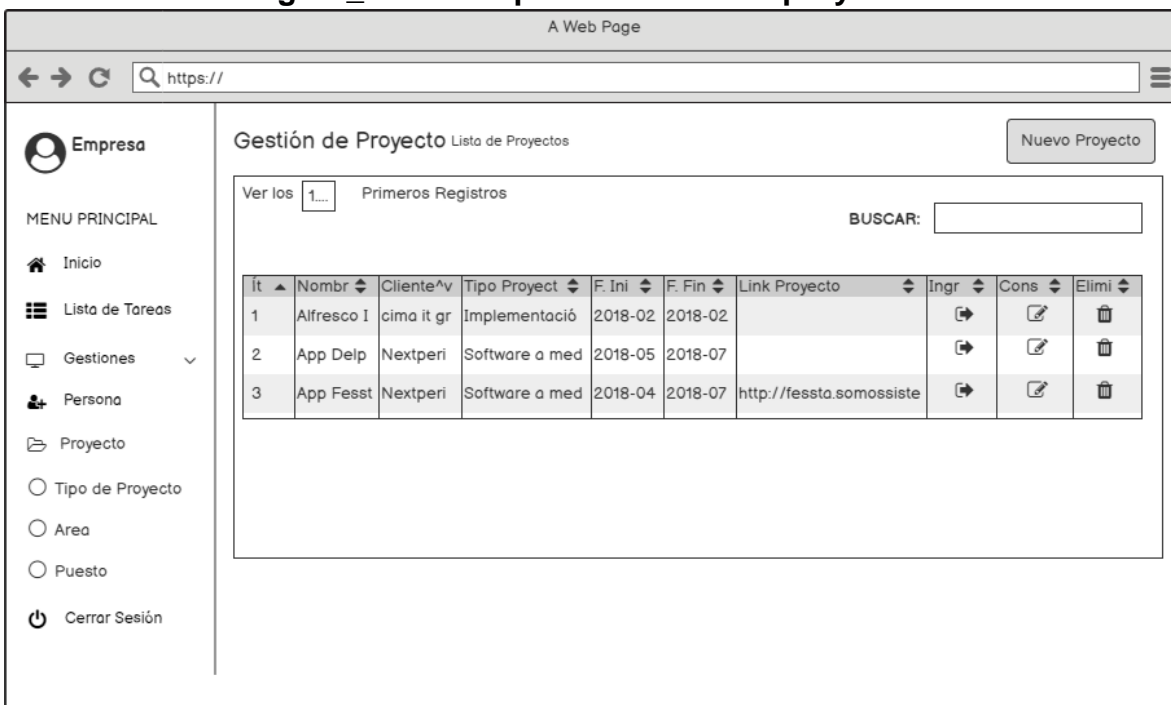 A Web Page
https://
Empresa
MENU PRINCIPAL
Inicio
Lista de Tareas
Gestiones
Persona
Proyecto
Tipo de Proyecto
Area
Puesto
Cerrar Sesión
Gestión de Proyecto Lista de Proyectos
Nuevo Proyecto
Ver los 1.... Primeros Registros
BUSCAR:
Ít Nombr Cliente^v Tipo Proyect F. Ini F. Fin Link Proyecto Ingr Cons Elimi
1 Alfresco I cima it gr Implementació 2018-02 2018-02
2 App Delp Nextperi Software a med 2018-05 2018-07
3 App Fesst Nextperi Software a med 2018-04 2018-07 http://fessta.somossiste